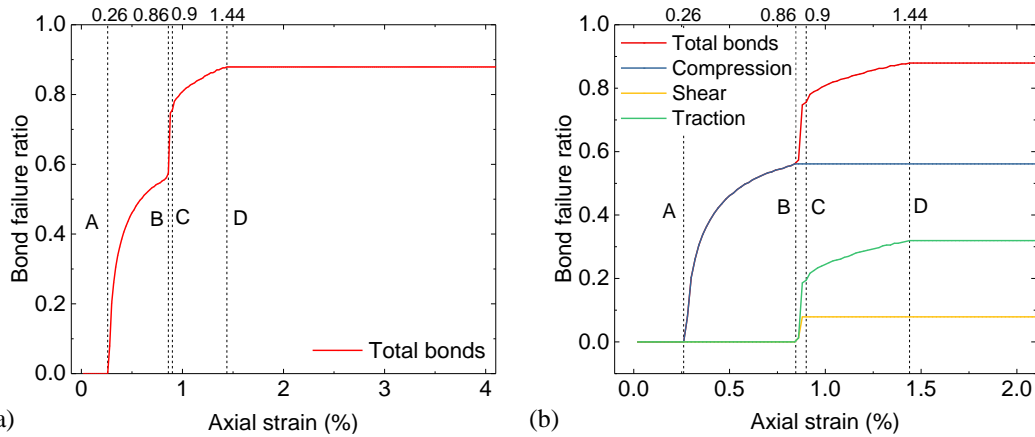 0.26 0.86 0.9 1.44
1.0
0.8
0.6
0.4
0.2
0.0
Bond failure ratio
A
B
C
D
Total bonds
0 1 2 3 4
Axial strain (%)
a)
0.26 0.86 0.9 1.44
Total bonds
Compression
Shear
Traction
1.0
0.8
0.6
0.4
0.2
0.0
Bond failure ratio
A
B
C
D
0.0 0.5 1.0 1.5 2.0
Axial strain (%)
(b)